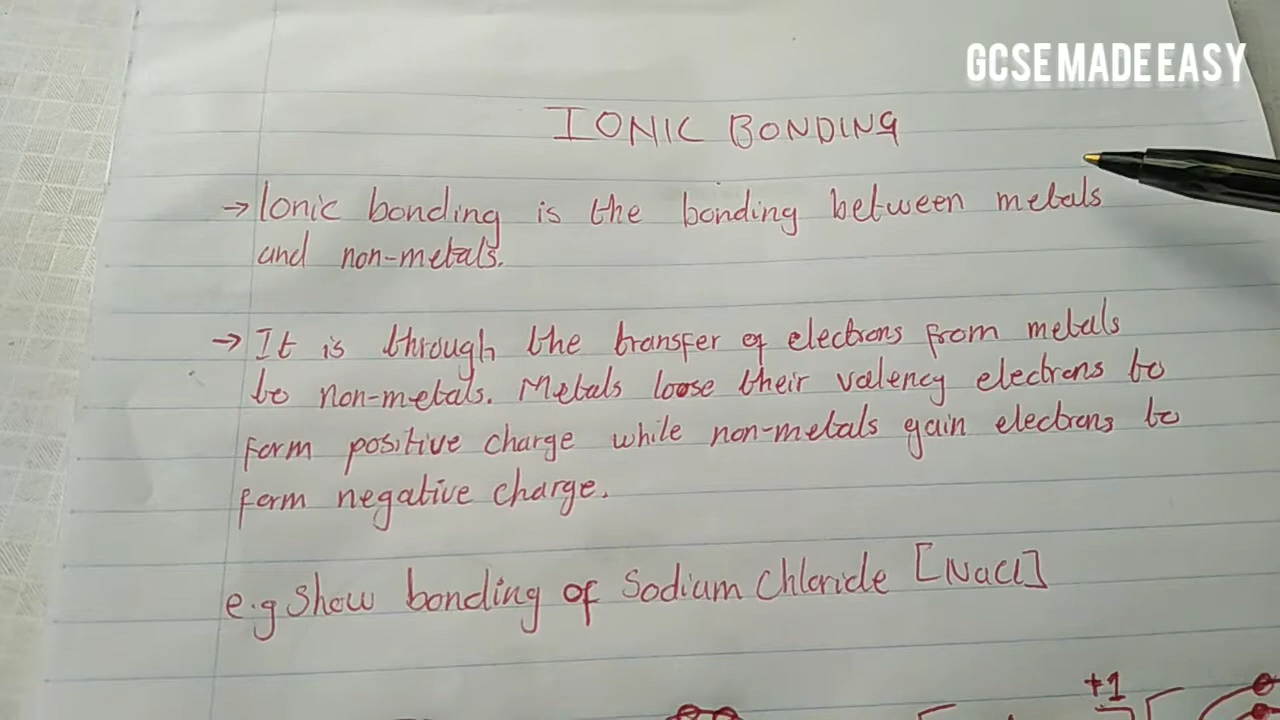 GCSE MADE EASY
IONIC BONDING
→ Ionic bonding is the bonding between metals
and non-metals.
→ It is through the transfer of electrons from metals
to non-metals. Metals loose their valency electrons to
form positive charge while non-metals gain electrons to
form negative charge.
e.g Show bonding of Sodium Chloride [NaCl]
+1